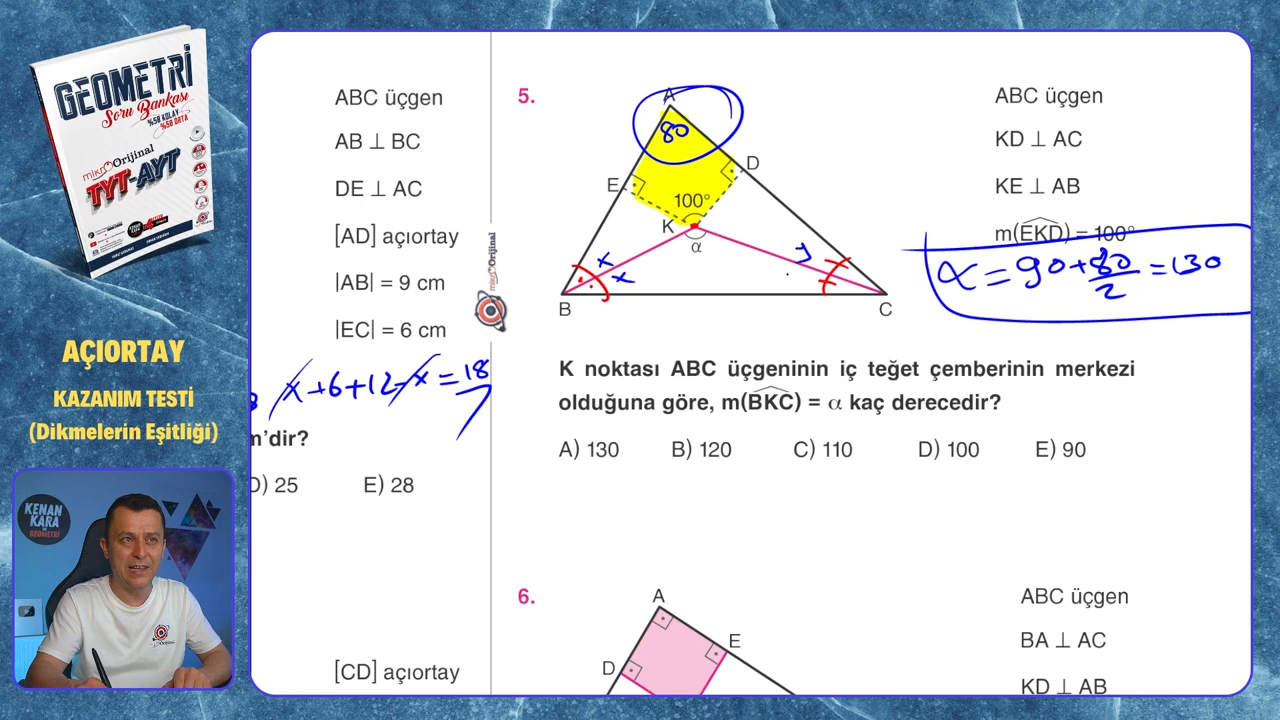 GEOMETRİ
Soru Bankası
%50 KOLAY
%50 ORTA
mikro Orijinal
TYT-AYT
AÇIORTAY
KAZANIM TESTİ
(Dikmelerin Eşitliği)
KENAN
KARA
GEOMETRİ
ABC üçgen
AB ⊥ BC
DE ⊥ AC
[AD] açıortay
|AB| = 9 cm
|EC| = 6 cm
x+6+12-x=18
m'dir?
D) 25 E) 28
[CD] açıortay
mikro Orijinal
5.
A
80
D
E
100°
K
α
x
x
B
C
ABC üçgen
KD ⊥ AC
KE ⊥ AB
m(EKD) = 100°
α = 90 + 80/2 = 130
K noktası ABC üçgeninin iç teğet çemberinin merkezi
olduğuna göre, m(BKC) = α kaç derecedir?
A) 130 B) 120 C) 110 D) 100 E) 90
6.
A
E
D
ABC üçgen
BA ⊥ AC
KD ⊥ AB